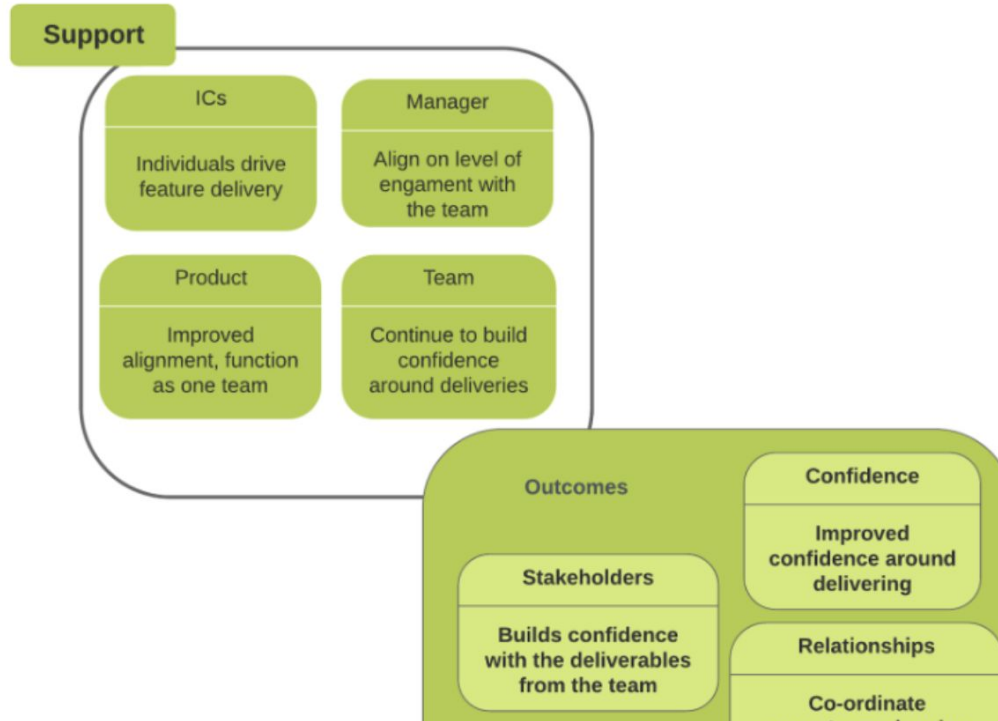 Support
ICs
Individuals drive
feature delivery
Manager
Align on level of
engament with
the team
Product
Improved
alignment, function
as one team
Team
Continue to build
confidence
around deliveries
Outcomes
Confidence
Improved
confidence around
delivering
Stakeholders
Builds confidence
with the deliverables
from the team
Relationships
Co-ordinate